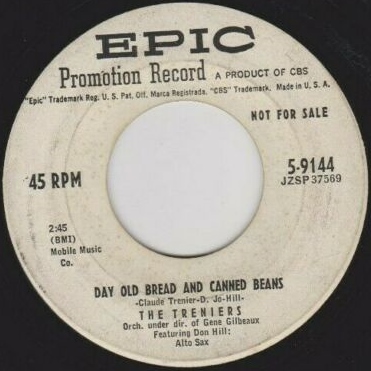 EPIC
Promotion Record A PRODUCT OF CBS
"Epic" Trademark Reg. U. S. Pat. Off. Marca Registrada. "CBS" Trademark. Made in U. S. A.
NOT FOR SALE
45 RPM
5-9144
JZSP 37569
2:45
(BMI)
Mobile Music
Co.
DAY OLD BREAD AND CANNED BEANS
-Claude Trenier-D. Jo-Hill-
THE TRENIERS
Orch. under dir. of Gene Gilbeaux
Featuring Don Hill:
Alto Sax